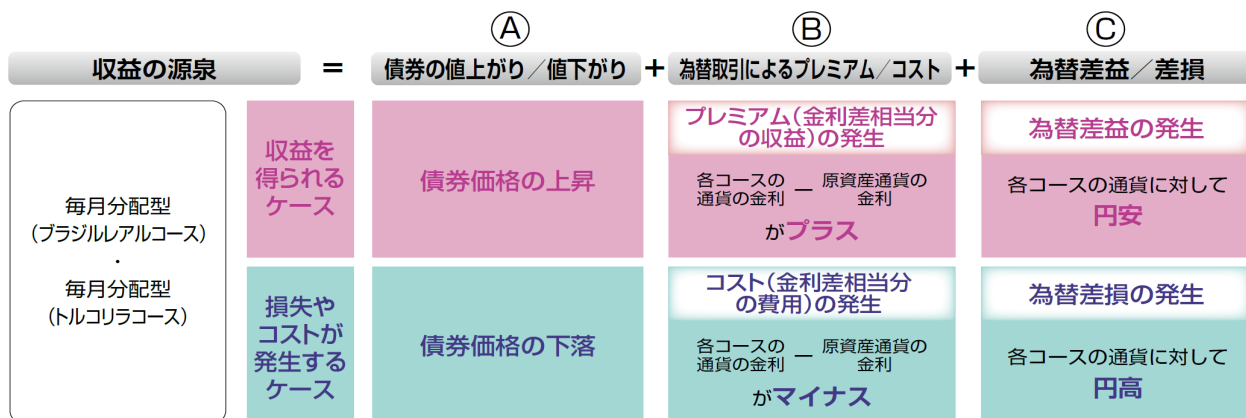 Ⓐ
Ⓑ
Ⓒ
収益の源泉
=
債券の値上がり／値下がり
+
為替取引によるプレミアム／コスト
+
為替差益／差損
毎月分配型
（ブラジルレアルコース）
・
毎月分配型
（トルコリラコース）
収益を
得られる
ケース
債券価格の上昇
プレミアム（金利差相当分
の収益）の発生
各コースの
通貨の金利
－
原資産通貨の
金利
がプラス
為替差益の発生
各コースの通貨に対して
円安
損失や
コストが
発生する
ケース
債券価格の下落
コスト（金利差相当分
の費用）の発生
各コースの
通貨の金利
－
原資産通貨の
金利
がマイナス
為替差損の発生
各コースの通貨に対して
円高